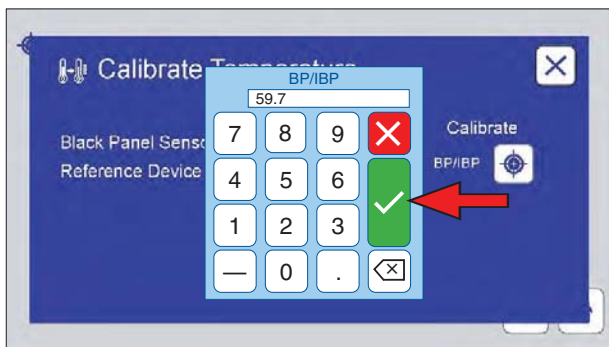 Calibrate Temperature
BP/IBP
59.7
7 8 9
Calibrate
Black Panel
Reference Device
BP/IBP
4 5 6
1 2 3
— 0 .